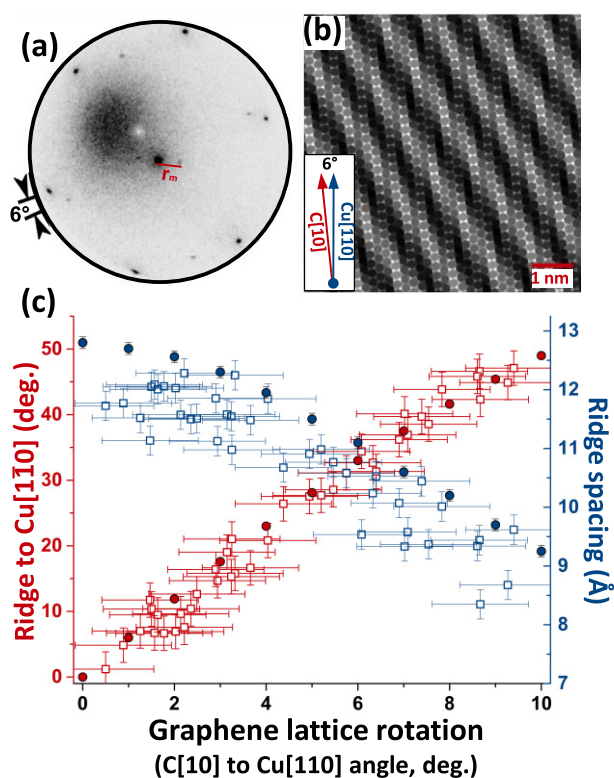 (a)
r_m
6°
(b)
6°
C[10]
Cu[110]
1 nm
(c)
50
40
30
20
10
0
Ridge to Cu[110] (deg.)
13
12
11
10
9
8
7
Ridge spacing (Å)
0 2 4 6 8 10
Graphene lattice rotation
(C[10] to Cu[110] angle, deg.)